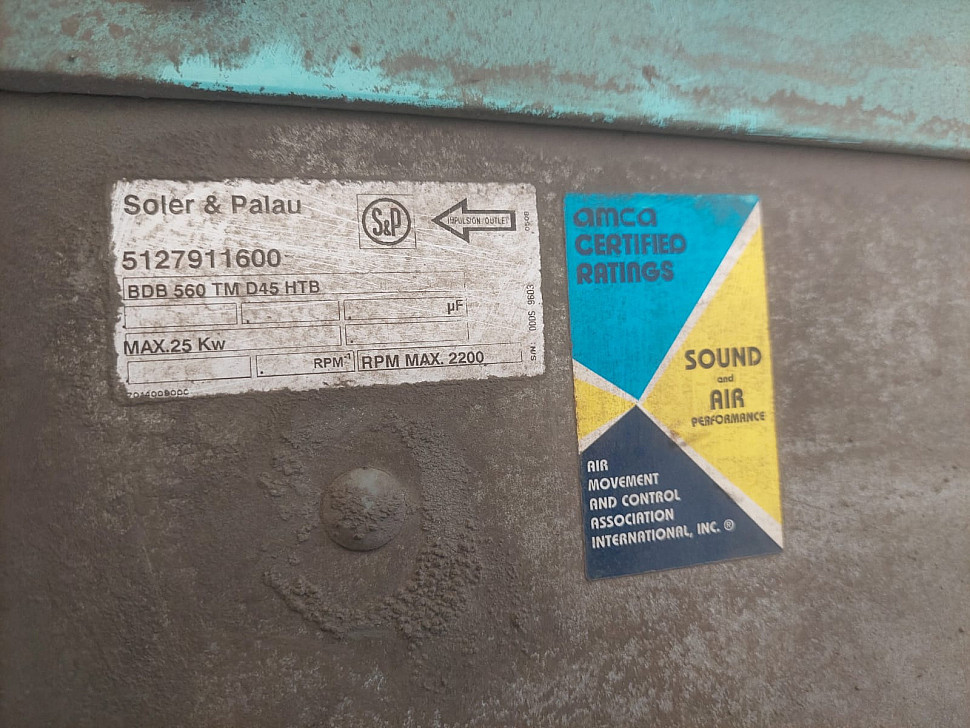 Soler & Palau
S&P
IMPULSION/OUTLET
5127911600
BDB 560 TM D45 HTB
µF
MAX.25 Kw
RPM⁻¹
RPM MAX. 2200
S/N
amca
CERTIFIED
RATINGS
SOUND
and
AIR
PERFORMANCE
AIR
MOVEMENT
AND CONTROL
ASSOCIATION
INTERNATIONAL, INC. ®